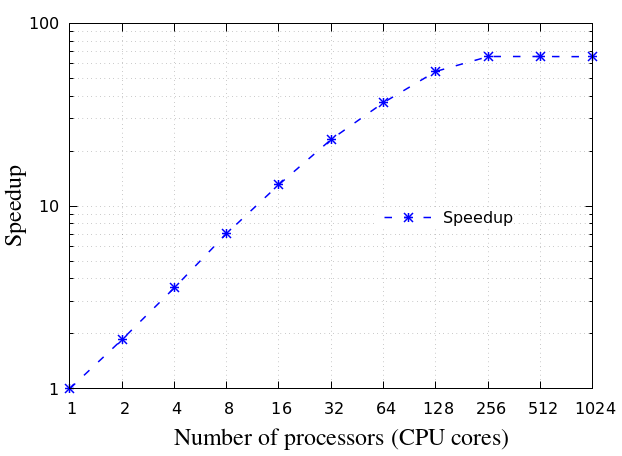 100
10
1
Speedup
Speedup
1 2 4 8 16 32 64 128 256 512 1024
Number of processors (CPU cores)